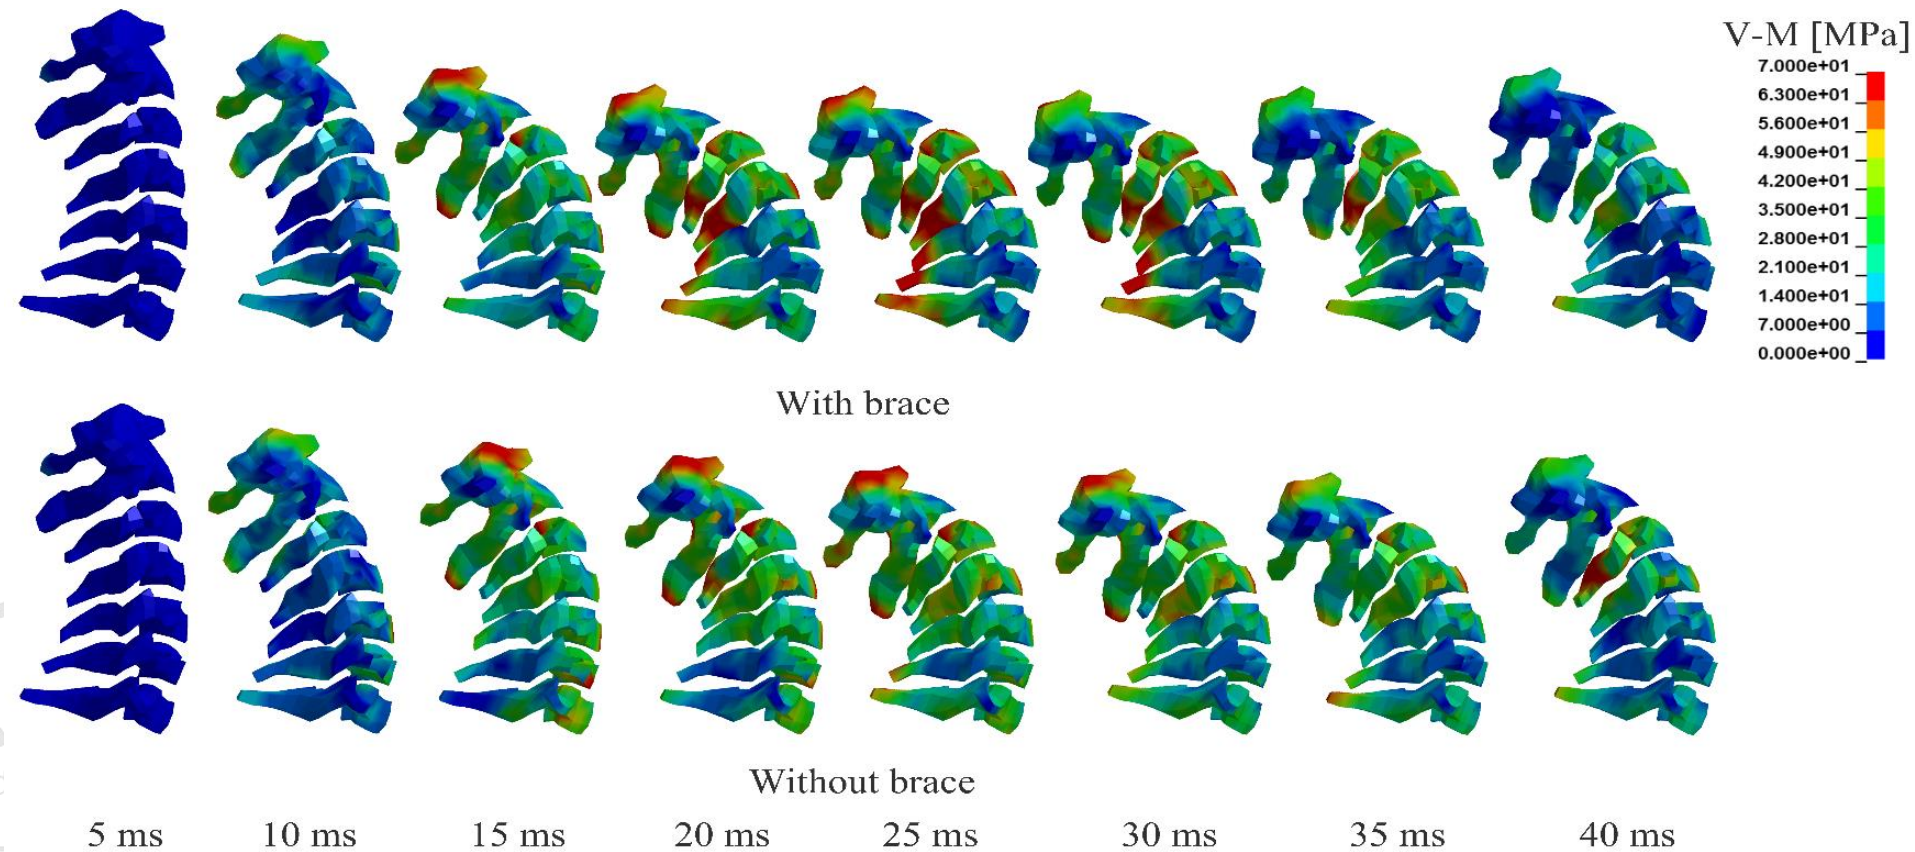 V-M [MPa]
7.000e+01
6.300e+01
5.600e+01
4.900e+01
4.200e+01
3.500e+01
2.800e+01
2.100e+01
1.400e+01
7.000e+00
0.000e+00
With brace
Without brace
5 ms 10 ms 15 ms 20 ms 25 ms 30 ms 35 ms 40 ms